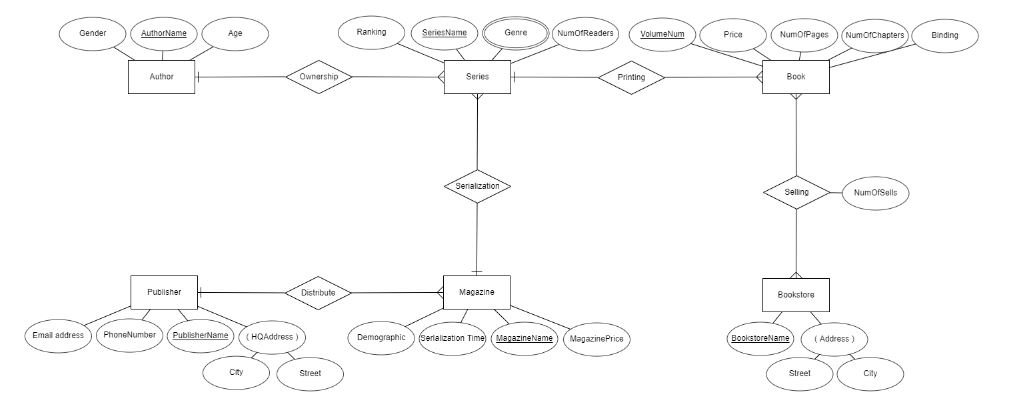 Gender
AuthorName
Age
Ranking
SeriesName
Genre
NumOfReaders
VolumeNum
Price
NumOfPages
NumOfChapters
Binding
Author
Ownership
Series
Printing
Book
Serialization
Selling
NumOfSells
Publisher
Distribute
Magazine
Bookstore
Email address
PhoneNumber
PublisherName
( HQAddress )
Demographic
Serialization Time
MagazineName
MagazinePrice
BookstoreName
( Address )
City
Street
Street
City